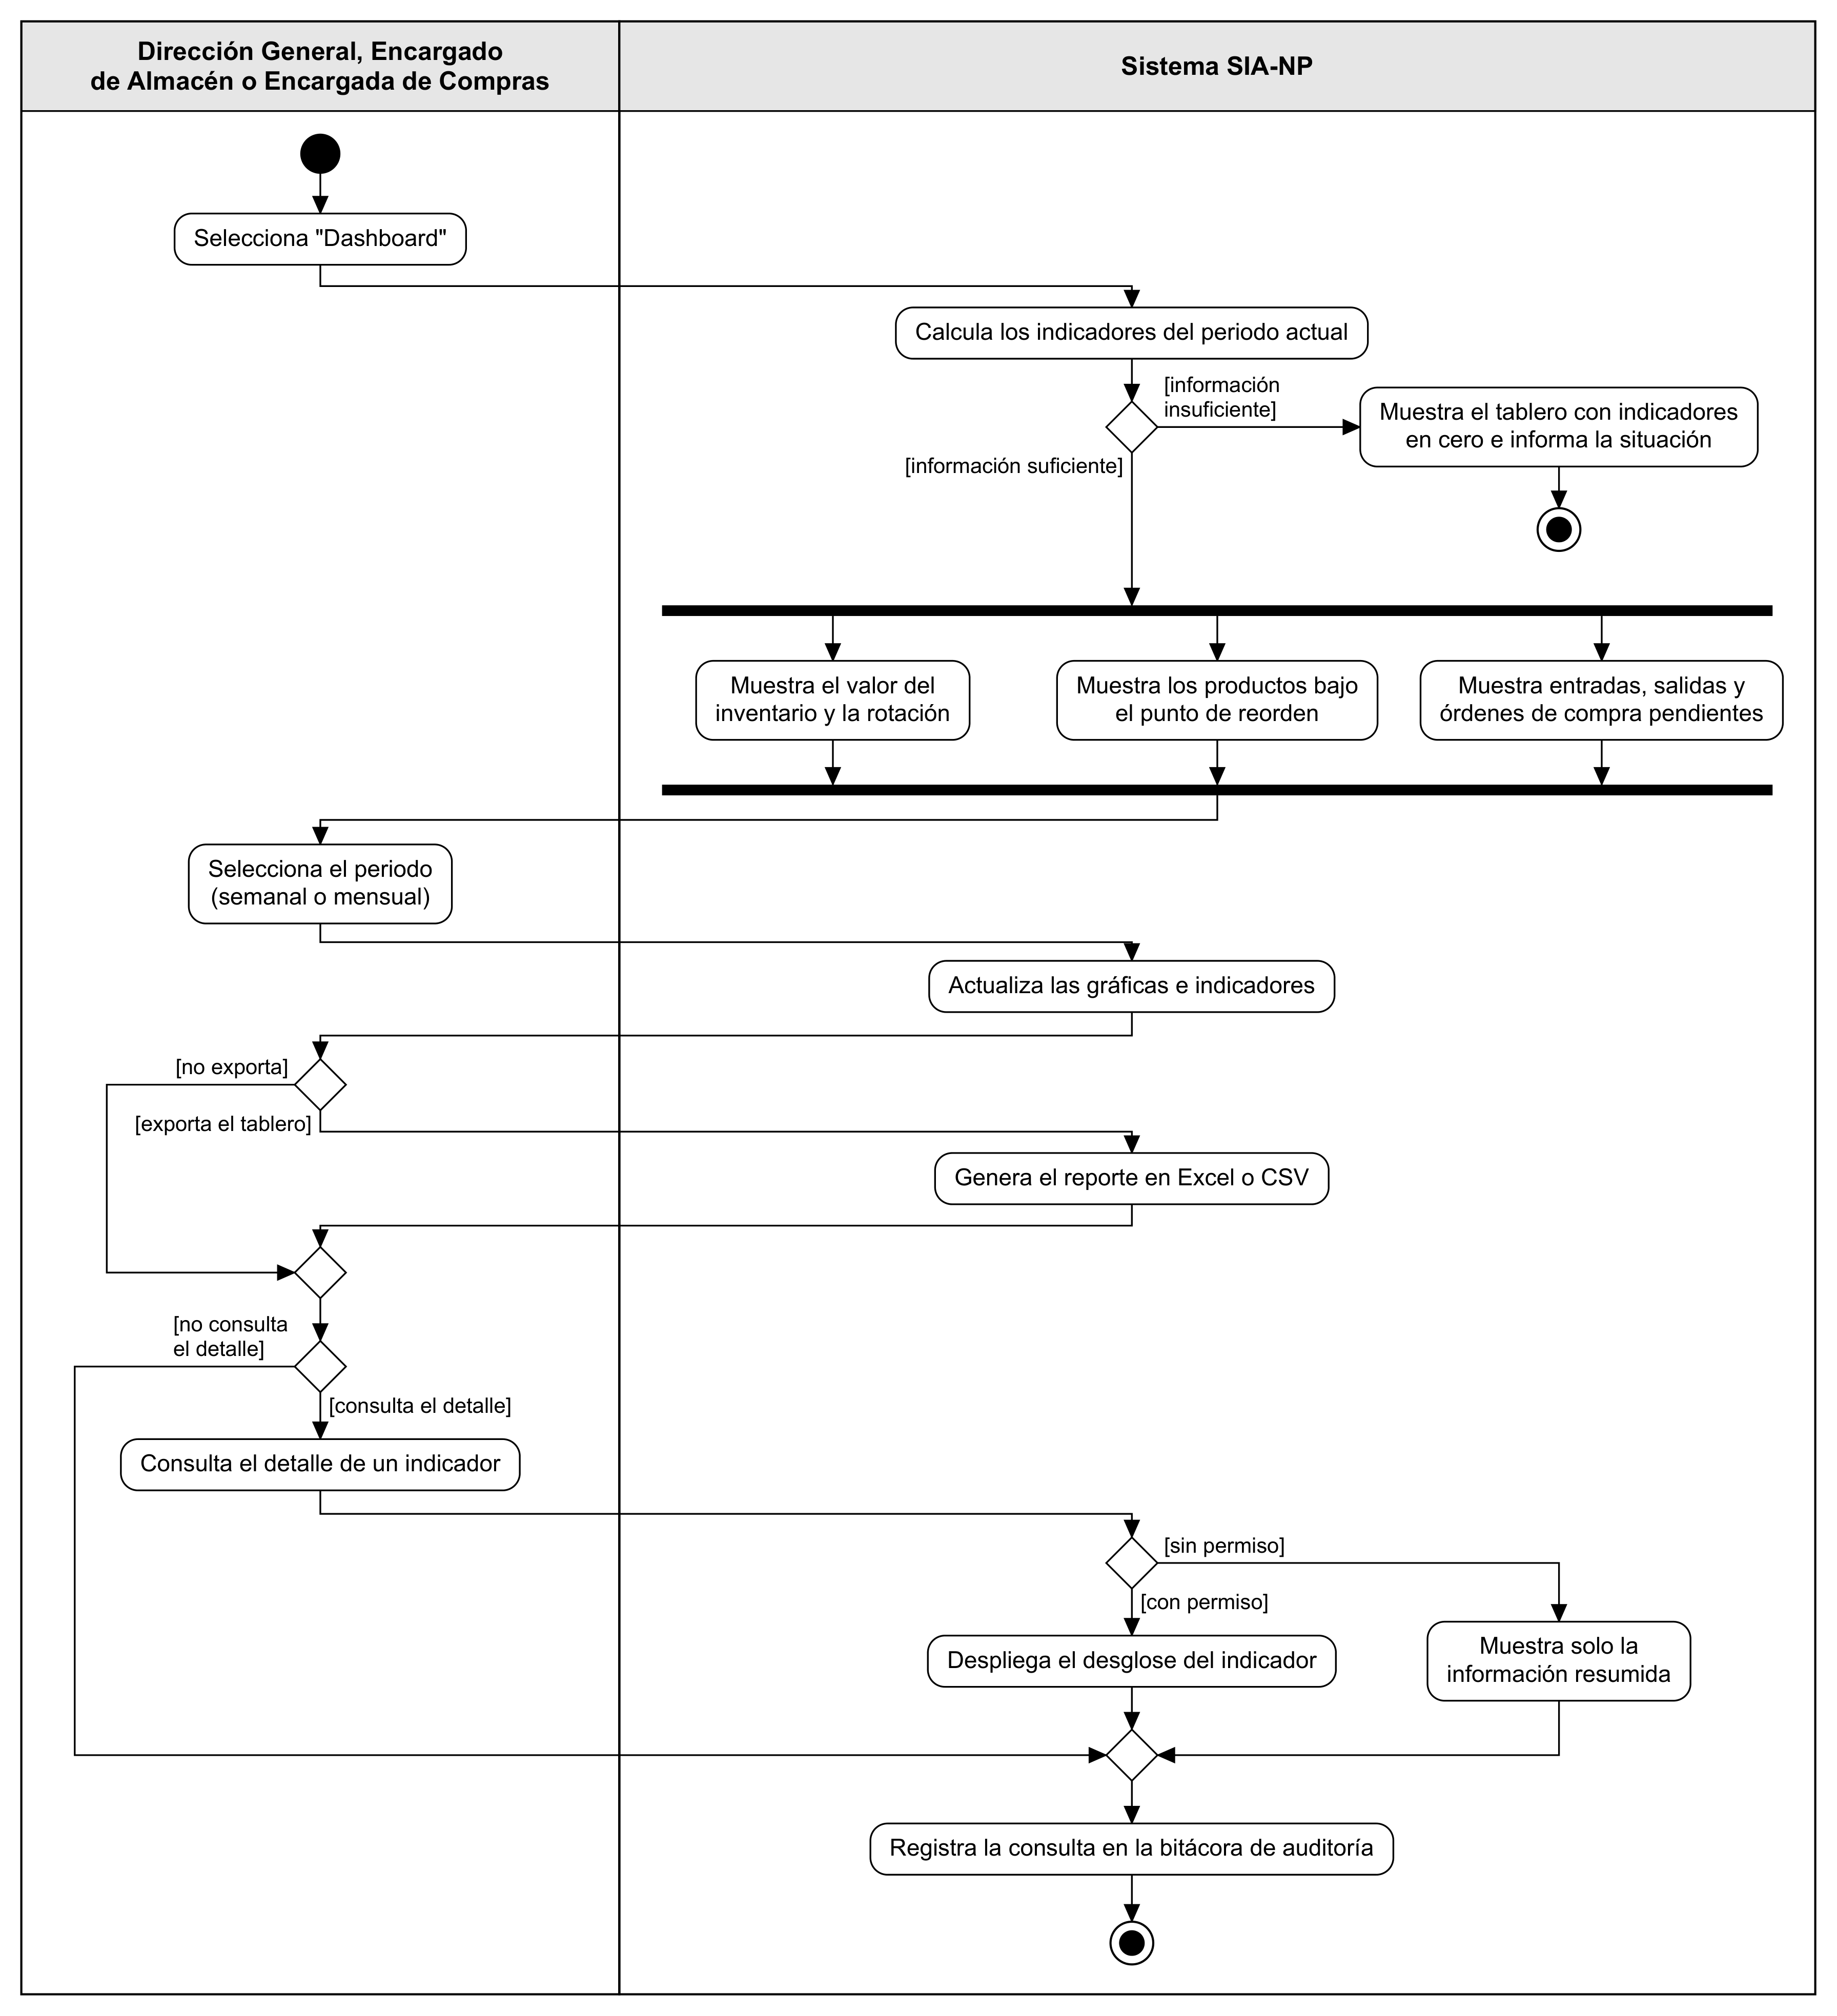 Dirección General, Encargado
de Almacén o Encargada de Compras
Sistema SIA-NP
Selecciona "Dashboard"
Calcula los indicadores del periodo actual
[información
insuficiente]
Muestra el tablero con indicadores
en cero e informa la situación
[información suficiente]
Muestra el valor del
inventario y la rotación
Muestra los productos bajo
el punto de reorden
Muestra entradas, salidas y
órdenes de compra pendientes
Selecciona el periodo
(semanal o mensual)
Actualiza las gráficas e indicadores
[no exporta]
[exporta el tablero]
Genera el reporte en Excel o CSV
[no consulta
el detalle]
[consulta el detalle]
Consulta el detalle de un indicador
[sin permiso]
[con permiso]
Despliega el desglose del indicador
Muestra solo la
información resumida
Registra la consulta en la bitácora de auditoría